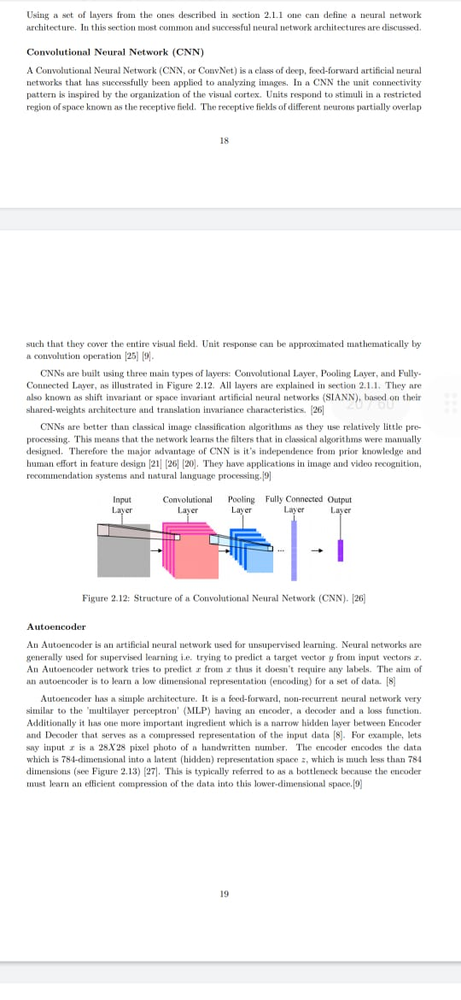 Using a set of layers from the ones described in section 2.1.1 one can define a neural network
architecture. In this section most common and successful neural network architectures are discussed.
Convolutional Neural Network (CNN)
A Convolutional Neural Network (CNN, or ConvNet) is a class of deep, feed-forward artificial neural
networks that has successfully been applied to analyzing images. In a CNN the unit connectivity
pattern is inspired by the organization of the visual cortex. Units respond to stimuli in a restricted
region of space known as the receptive field. The receptive fields of different neurons partially overlap
18
such that they cover the entire visual field. Unit response can be approximated mathematically by
a convolution operation [25] [9].
CNNs are built using three main types of layers: Convolutional Layer, Pooling Layer, and Fully-
Connected Layer, as illustrated in Figure 2.12. All layers are explained in section 2.1.1. They are
also known as shift invariant or space invariant artificial neural networks (SIANN), based on their
20 / 60
shared-weights architecture and translation invariance characteristics. [26]
CNNs are better than classical image classification algorithms as they use relatively little pre-
processing. This means that the network learns the filters that in classical algorithms were manually
designed. Therefore the major advantage of CNN is it's independence from prior knowledge and
human effort in feature design [21] [26] [20]. They have applications in image and video recognition,
recommendation systems and natural language processing.[9]
Input Convolutional Pooling Fully Connected Output
Layer Layer Layer Layer Layer
...
Figure 2.12: Structure of a Convolutional Neural Network (CNN). [26]
Autoencoder
An Autoencoder is an artificial neural network used for unsupervised learning. Neural networks are
generally used for supervised learning i.e. trying to predict a target vector y from input vectors x.
An Autoencoder network tries to predict x from x thus it doesn't require any labels. The aim of
an autoencoder is to learn a low dimensional representation (encoding) for a set of data. [8]
Autoencoder has a simple architecture. It is a feed-forward, non-recurrent neural network very
similar to the 'multilayer perceptron' (MLP) having an encoder, a decoder and a loss function.
Additionally it has one more important ingredient which is a narrow hidden layer between Encoder
and Decoder that serves as a compressed representation of the input data [8]. For example, lets
say input x is a 28X28 pixel photo of a handwritten number. The encoder encodes the data
which is 784-dimensional into a latent (hidden) representation space z, which is much less than 784
dimensions (see Figure 2.13) [27]. This is typically referred to as a bottleneck because the encoder
must learn an efficient compression of the data into this lower-dimensional space.[9]
19